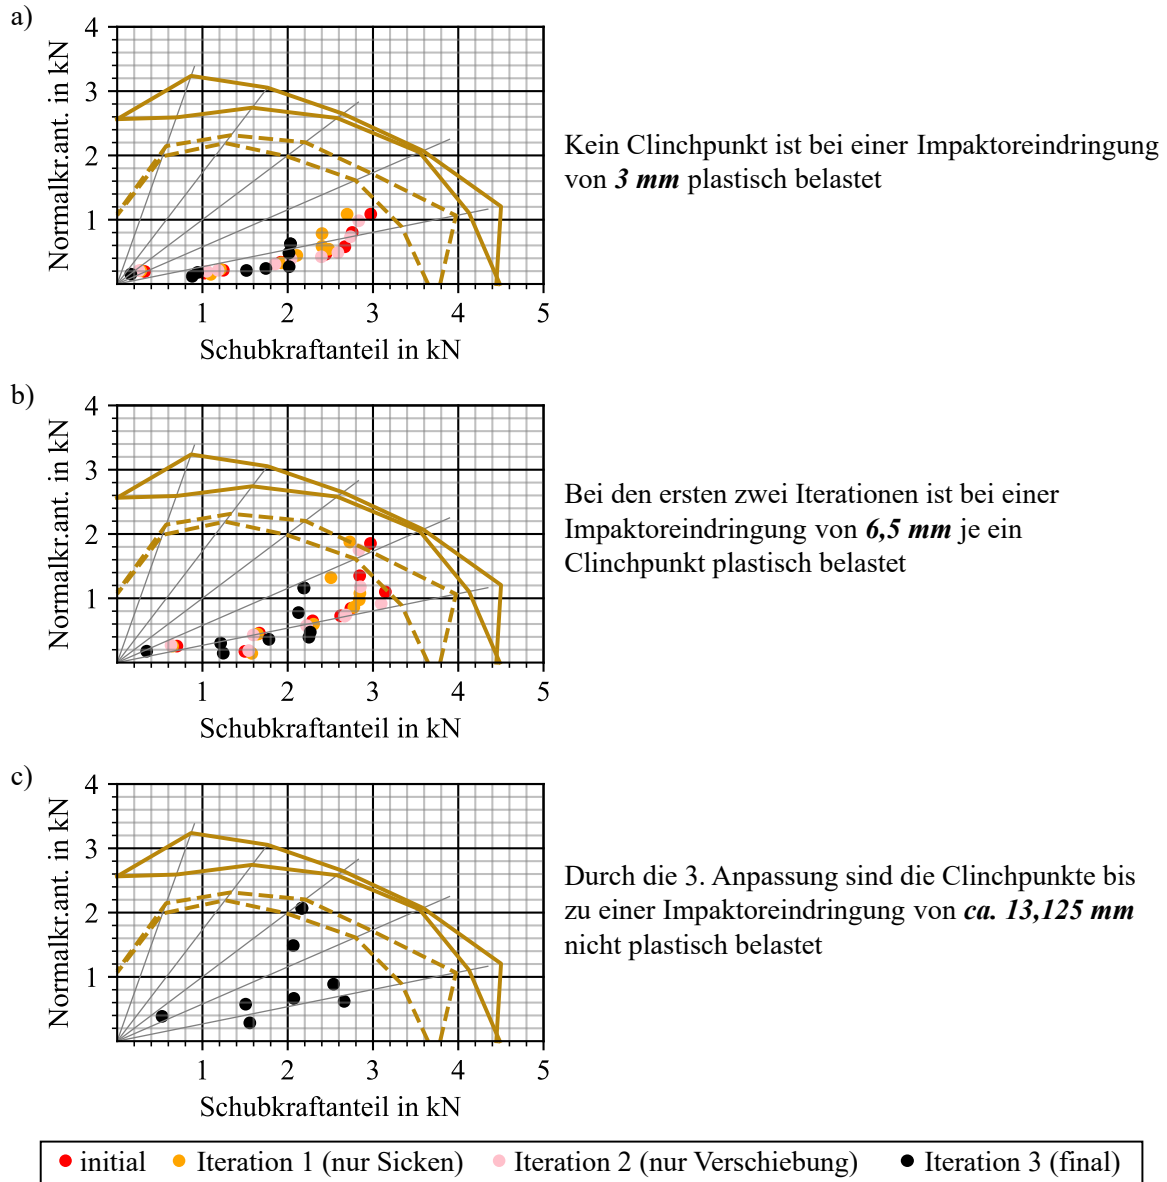 a)
4
3
2
1
Normalkr.ant. in kN
1 2 3 4 5
Schubkraftanteil in kN
Kein Clinchpunkt ist bei einer Impaktoreindringung
von 3 mm plastisch belastet
b)
4
3
2
1
Normalkr.ant. in kN
1 2 3 4 5
Schubkraftanteil in kN
Bei den ersten zwei Iterationen ist bei einer
Impaktoreindringung von 6,5 mm je ein
Clinchpunkt plastisch belastet
c)
4
3
2
1
Normalkr.ant. in kN
1 2 3 4 5
Schubkraftanteil in kN
Durch die 3. Anpassung sind die Clinchpunkte bis
zu einer Impaktoreindringung von ca. 13,125 mm
nicht plastisch belastet
initial Iteration 1 (nur Sicken) Iteration 2 (nur Verschiebung) Iteration 3 (final)